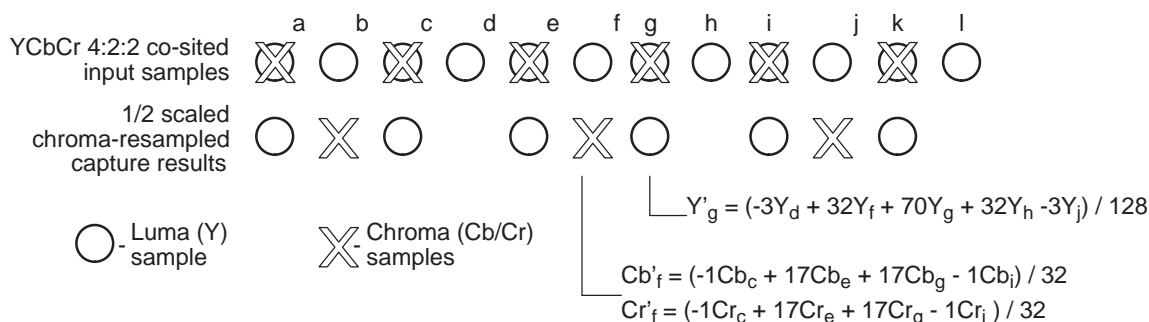 a b c d e f g h i j k l
YCbCr 4:2:2 co-sited
input samples
1/2 scaled
chroma-resampled
capture results
Y'g = (-3Yd + 32Yf + 70Yg + 32Yh -3Yj) / 128
Luma (Y)
- sample
Chroma (Cb/Cr)
- samples
Cb'f = (-1Cbc + 17Cbe + 17Cbg - 1Cbi) / 32
Cr'f = (-1Crc + 17Cre + 17Crg - 1Cri ) / 32